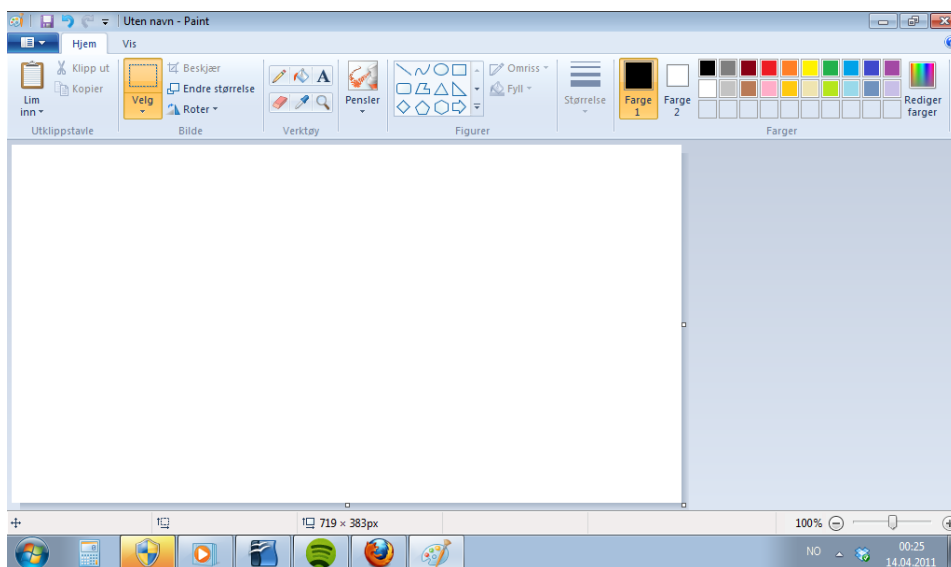 Uten navn - Paint
Hjem Vis
Klipp ut
Kopier
Lim
inn
Utklippstavle
Velg
Beskjær
Endre størrelse
Roter
Bilde
A
Verktøy
Pensler
Omriss
Fyll
Figurer
Størrelse
Farge
1
Farge
2
Rediger
farger
Farger
719 × 383px
100%
NO
00:25
14.04.2011